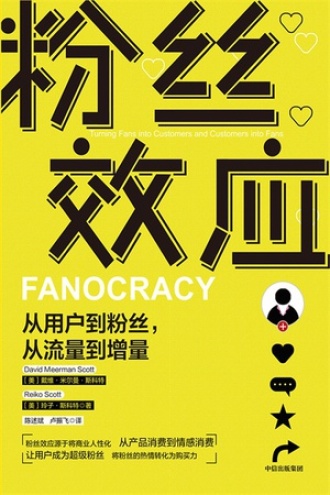 粉丝
Turning Fans into Customers and Customers into Fans
效应
FANOCRACY
从用户到粉丝，
从流量到增量
David Meerman Scott
［美］戴维·米尔曼·斯科特
Reiko Scott
［美］玲子·斯科特◎著
陈述斌 卢振飞◎译
粉丝效应源于将商业人性化 从产品消费到情感消费
让用户成为超级粉丝 将粉丝的热情转化为购买力
中信出版集团